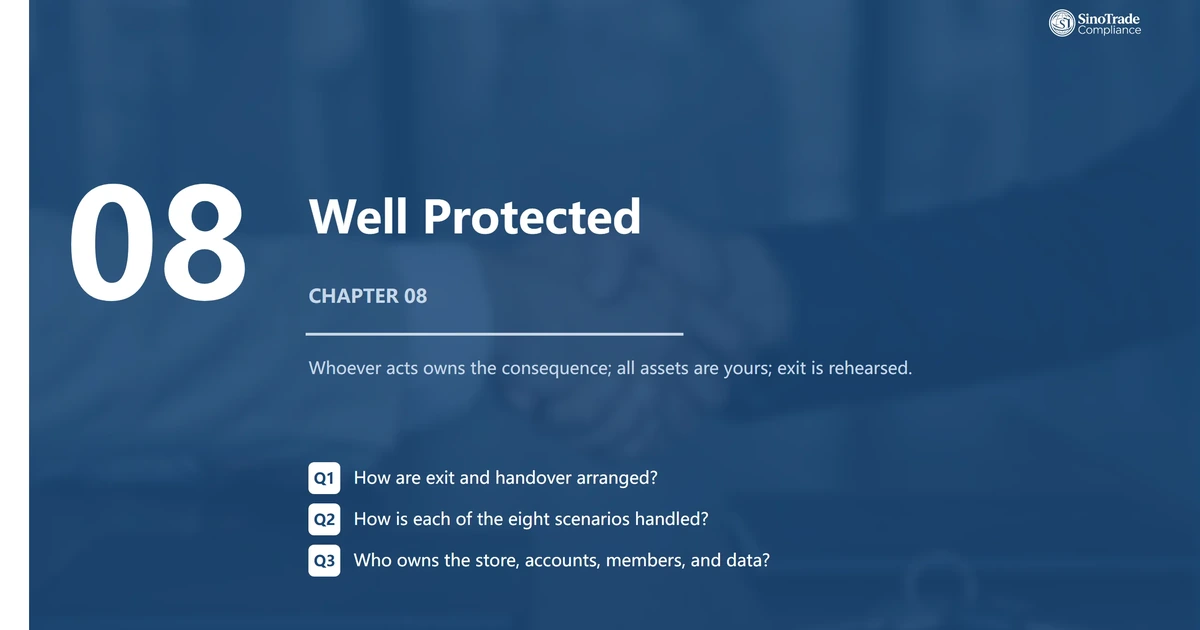 SinoTrade
Compliance
08
Well Protected
CHAPTER 08
Whoever acts owns the consequence; all assets are yours; exit is rehearsed.
Q1 How are exit and handover arranged?
Q2 How is each of the eight scenarios handled?
Q3 Who owns the store, accounts, members, and data?